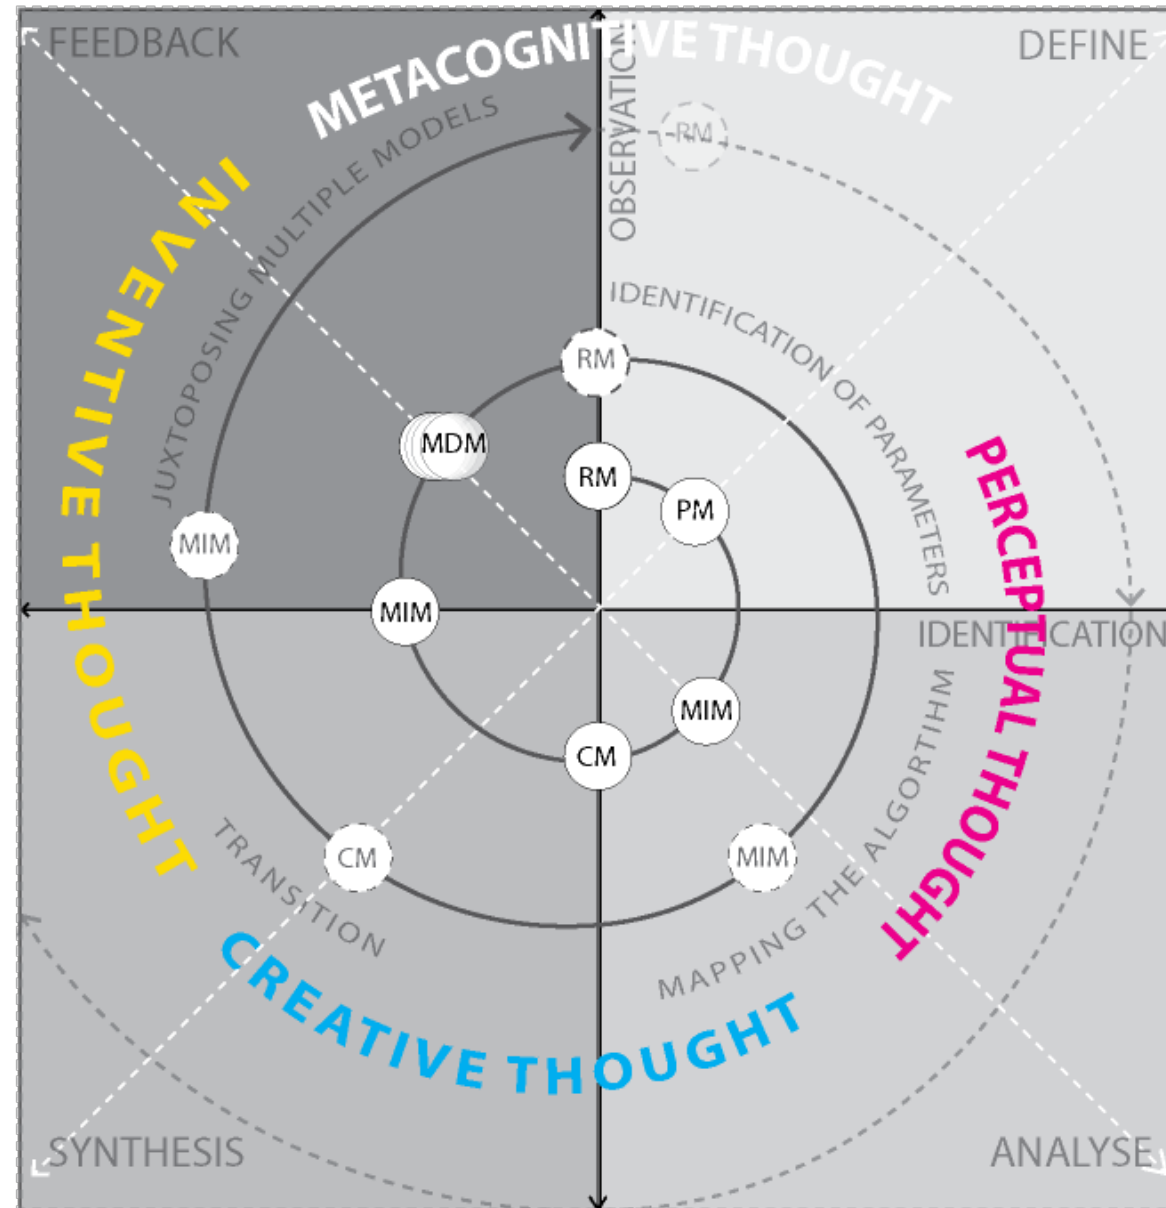 FEEDBACK
DEFINE
METACOGNITIVE THOUGHT
OBSERVATION
RM
JUXTOPOSING MULTIPLE MODELS
INVENTIVE THOUGHT
IDENTIFICATION OF PARAMETERS
RM
MDM
RM
PM
PERCEPTUAL THOUGHT
MIM
MIM
IDENTIFICATION
MIM
CM
MAPPING THE ALGORTIHM
CM
MIM
TRANSITION
CREATIVE THOUGHT
SYNTHESIS
ANALYSE